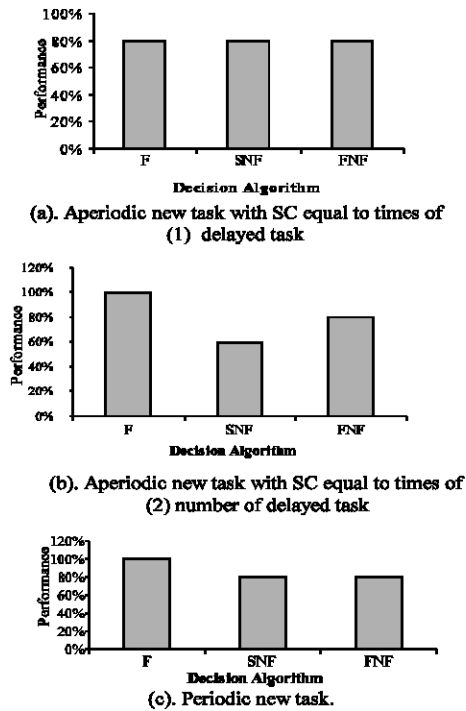 100%
80%
60%
40%
20%
0%
Performance
F SNF FNF
Decision Algorithm
(a). Aperiodic new task with SC equal to times of
(1) delayed task
120%
100%
80%
60%
40%
20%
0%
Performance
F SNF FNF
Decision Algorithm
(b). Aperiodic new task with SC equal to times of
(2) number of delayed task
120%
100%
80%
60%
40%
20%
0%
Performance
F SNF FNF
Decision Algorithm
(c). Periodic new task.